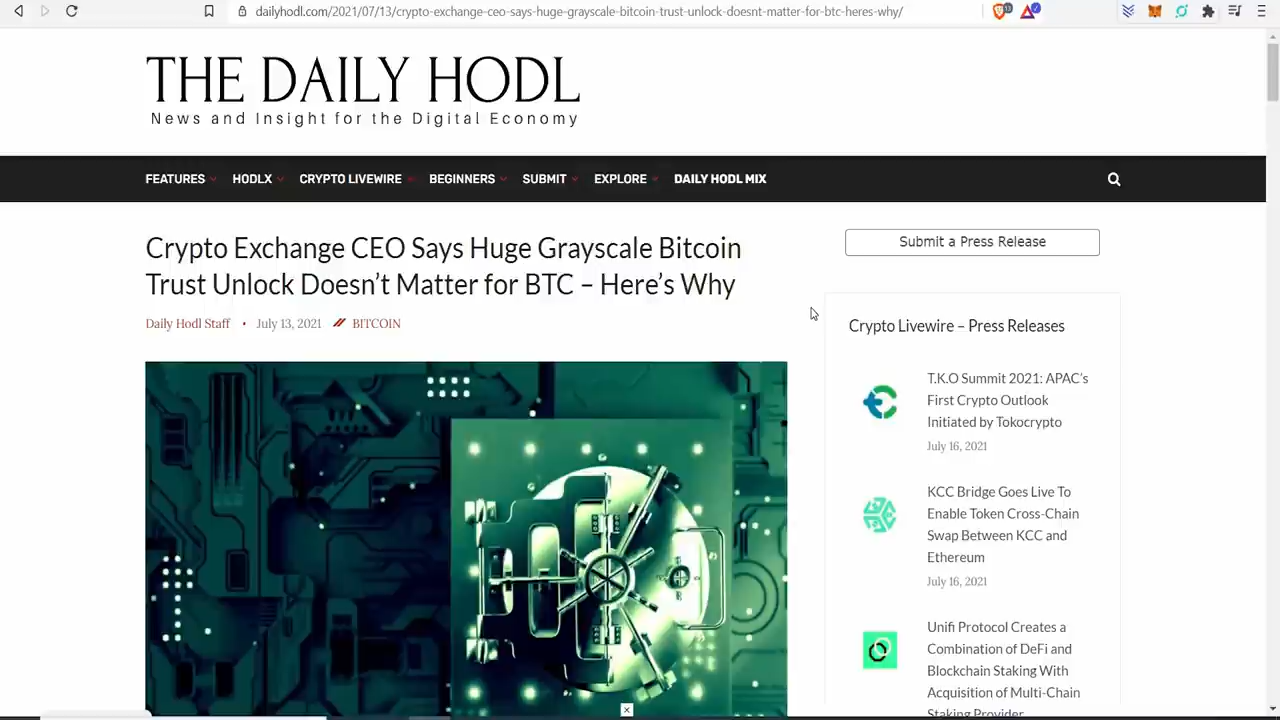 dailyhodl.com/2021/07/13/crypto-exchange-ceo-says-huge-grayscale-bitcoin-trust-unlock-doesnt-matter-for-btc-heres-why/
THE DAILY HODL
News and Insight for the Digital Economy
FEATURES HODLX CRYPTO LIVEWIRE BEGINNERS SUBMIT EXPLORE DAILY HODL MIX
Crypto Exchange CEO Says Huge Grayscale Bitcoin
Trust Unlock Doesn't Matter for BTC – Here's Why
Daily Hodl Staff • July 13, 2021 BITCOIN
Submit a Press Release
Crypto Livewire – Press Releases
T.K.O Summit 2021: APAC's
First Crypto Outlook
Initiated by Tokocrypto
July 16, 2021
KCC Bridge Goes Live To
Enable Token Cross-Chain
Swap Between KCC and
Ethereum
July 16, 2021
Unifi Protocol Creates a
Combination of DeFi and
Blockchain Staking With
Acquisition of Multi-Chain
Staking Provider